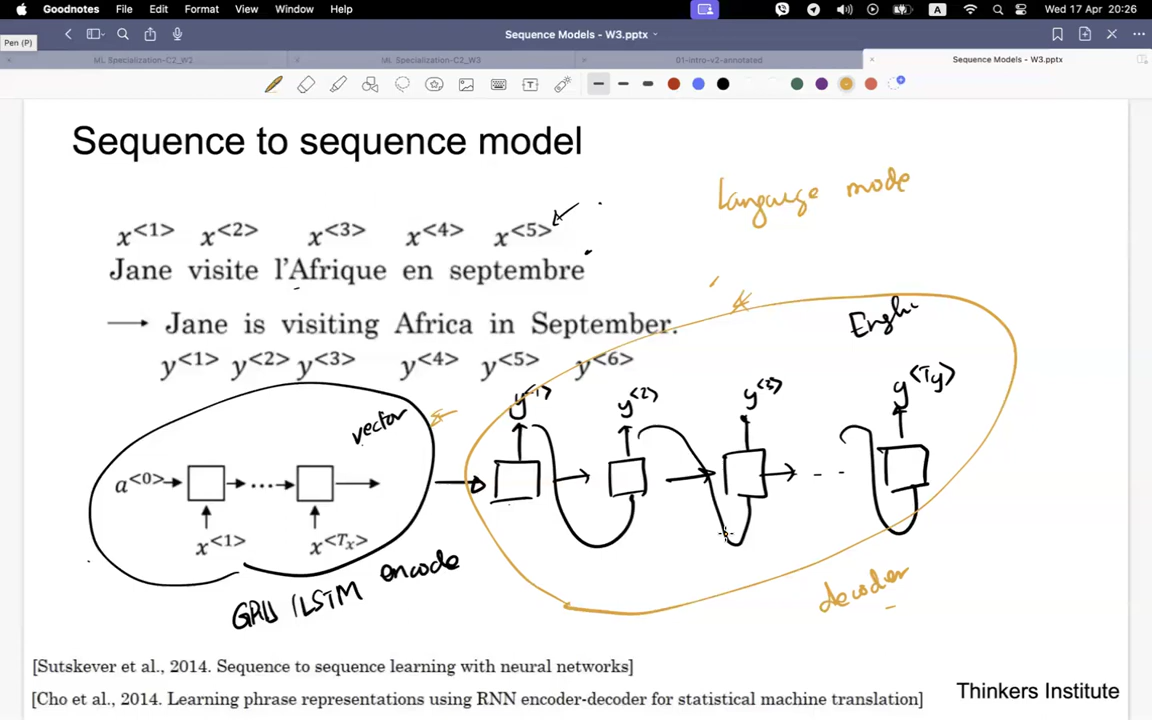 Goodnotes File Edit Format View Window Help A Wed 17 Apr 20:26
Pen (P)
Sequence Models - W3.pptx
ML Specialization-C2_W2 ML Specialization-C2_W3 01-intro-v2-annotated Sequence Models - W3.pptx
Sequence to sequence model
Language mode
x<1> x<2> x<3> x<4> x<5>
Jane visite l'Afrique en septembre
→ Jane is visiting Africa in September.
Englis
y<1> y<2> y<3> y<4> y<5> y<6>
vector
y<1> y<2> y<3> y<Ty>
a<0> → → ... → → → → → - - -
x<1> x<Tx>
encode
GRU / LSTM
decoder
[Sutskever et al., 2014. Sequence to sequence learning with neural networks]
[Cho et al., 2014. Learning phrase representations using RNN encoder-decoder for statistical machine translation]
Thinkers Institute